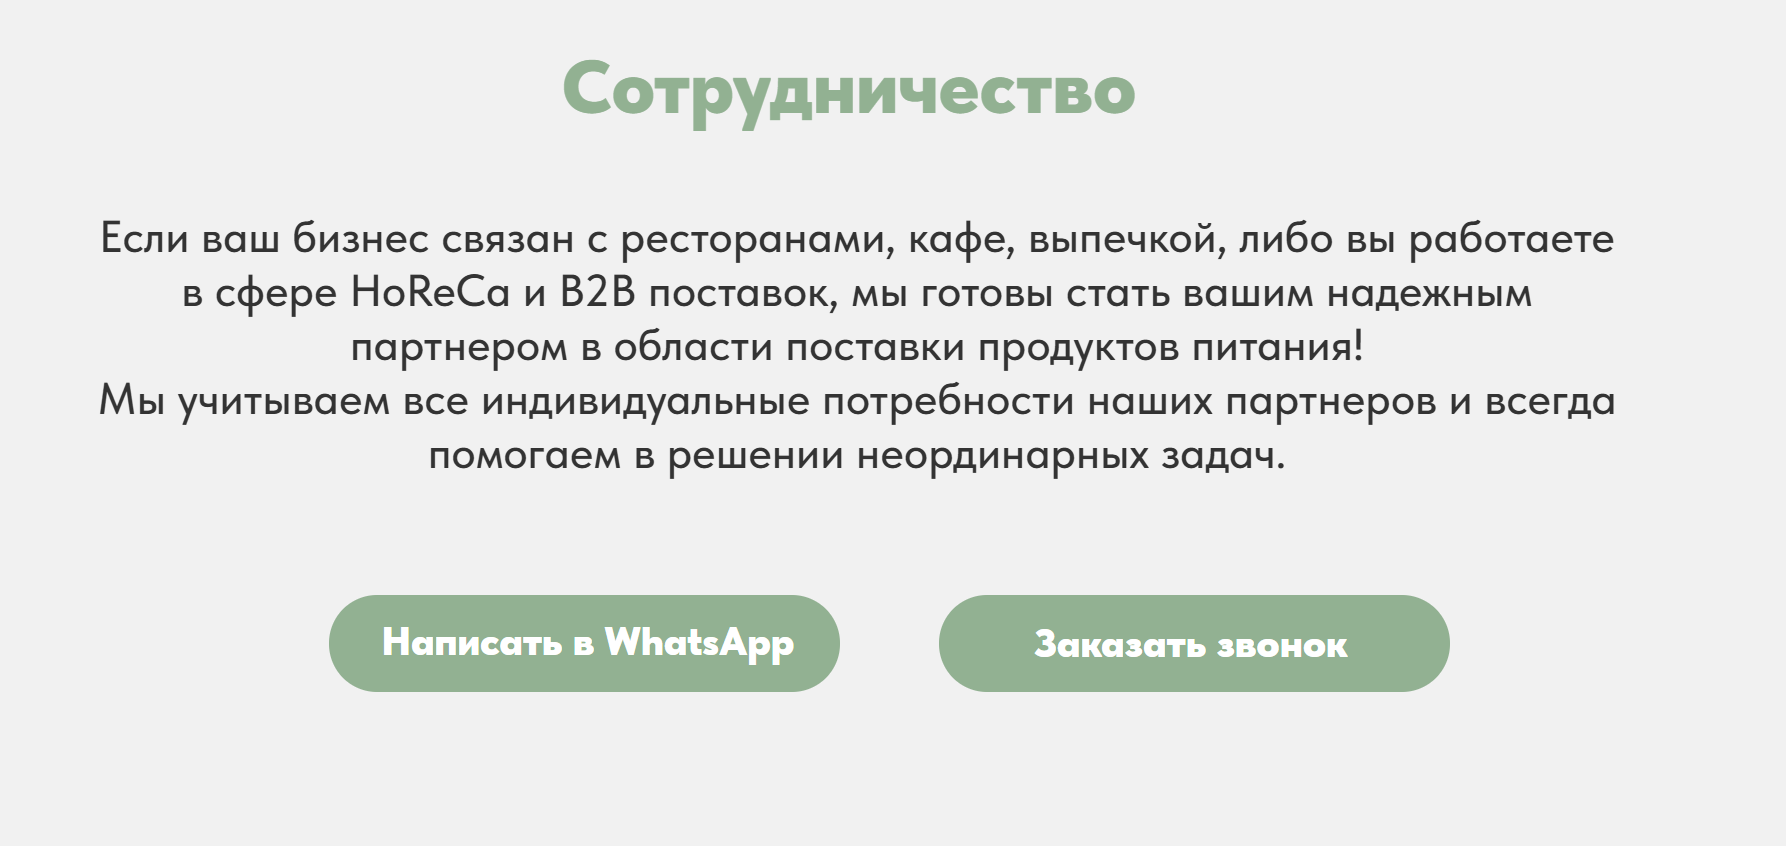 Сотрудничество
Если ваш бизнес связан с ресторанами, кафе, выпечкой, либо вы работаете
в сфере HoReCa и B2B поставок, мы готовы стать вашим надежным
партнером в области поставки продуктов питания!
Мы учитываем все индивидуальные потребности наших партнеров и всегда
помогаем в решении неординарных задач.
Написать в WhatsApp
Заказать звонок